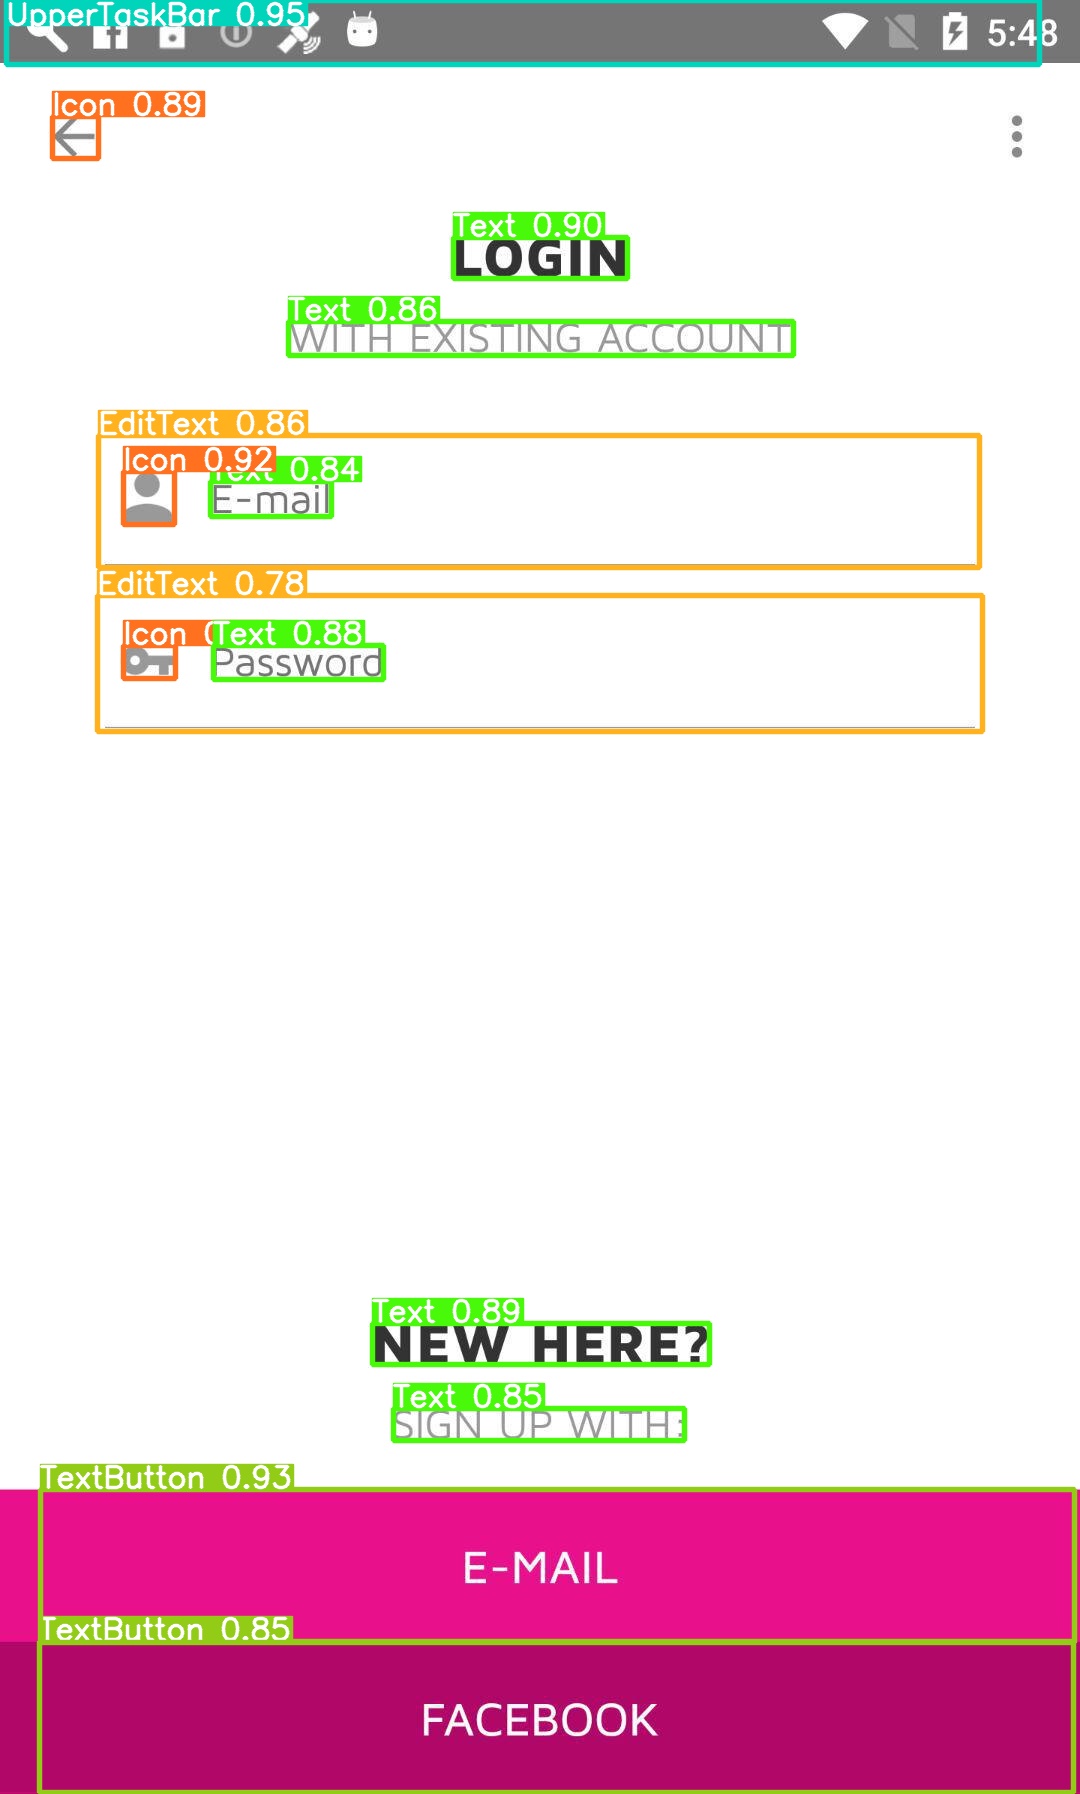 UpperTaskBar 0.95
5:48
Icon 0.89
Text 0.90
LOGIN
Text 0.86
WITH EXISTING ACCOUNT
EditText 0.86
Icon 0.92
Text 0.84
E-mail
EditText 0.78
Icon
Text 0.88
Password
Text 0.89
NEW HERE?
Text 0.85
SIGN UP WITH:
TextButton 0.93
E-MAIL
TextButton 0.85
FACEBOOK